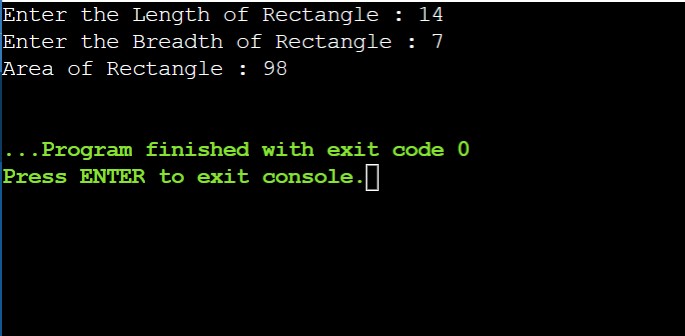 Enter the Length of Rectangle : 14
Enter the Breadth of Rectangle : 7
Area of Rectangle : 98
...Program finished with exit code 0
Press ENTER to exit console.